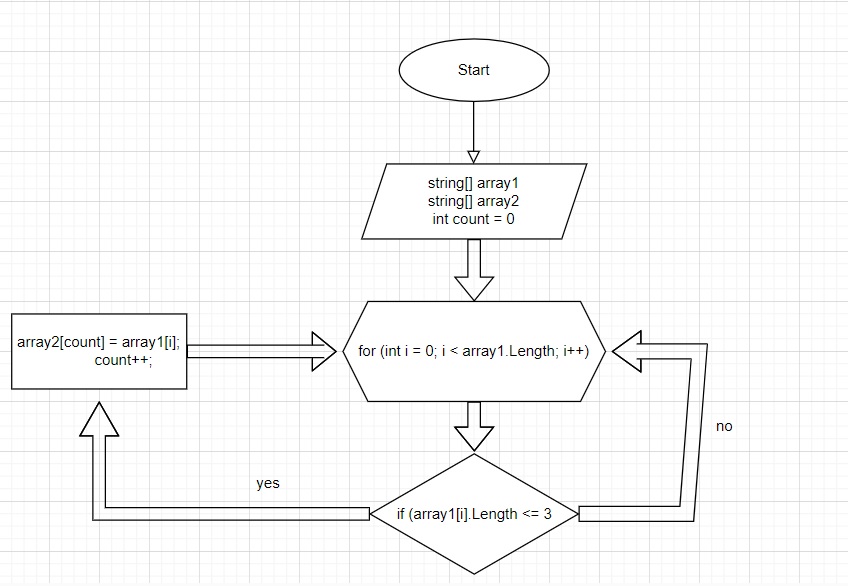 Start
string[] array1
string[] array2
int count = 0
array2[count] = array1[i];
count++;
for (int i = 0; i < array1.Length; i++)
no
yes
if (array1[i].Length <= 3